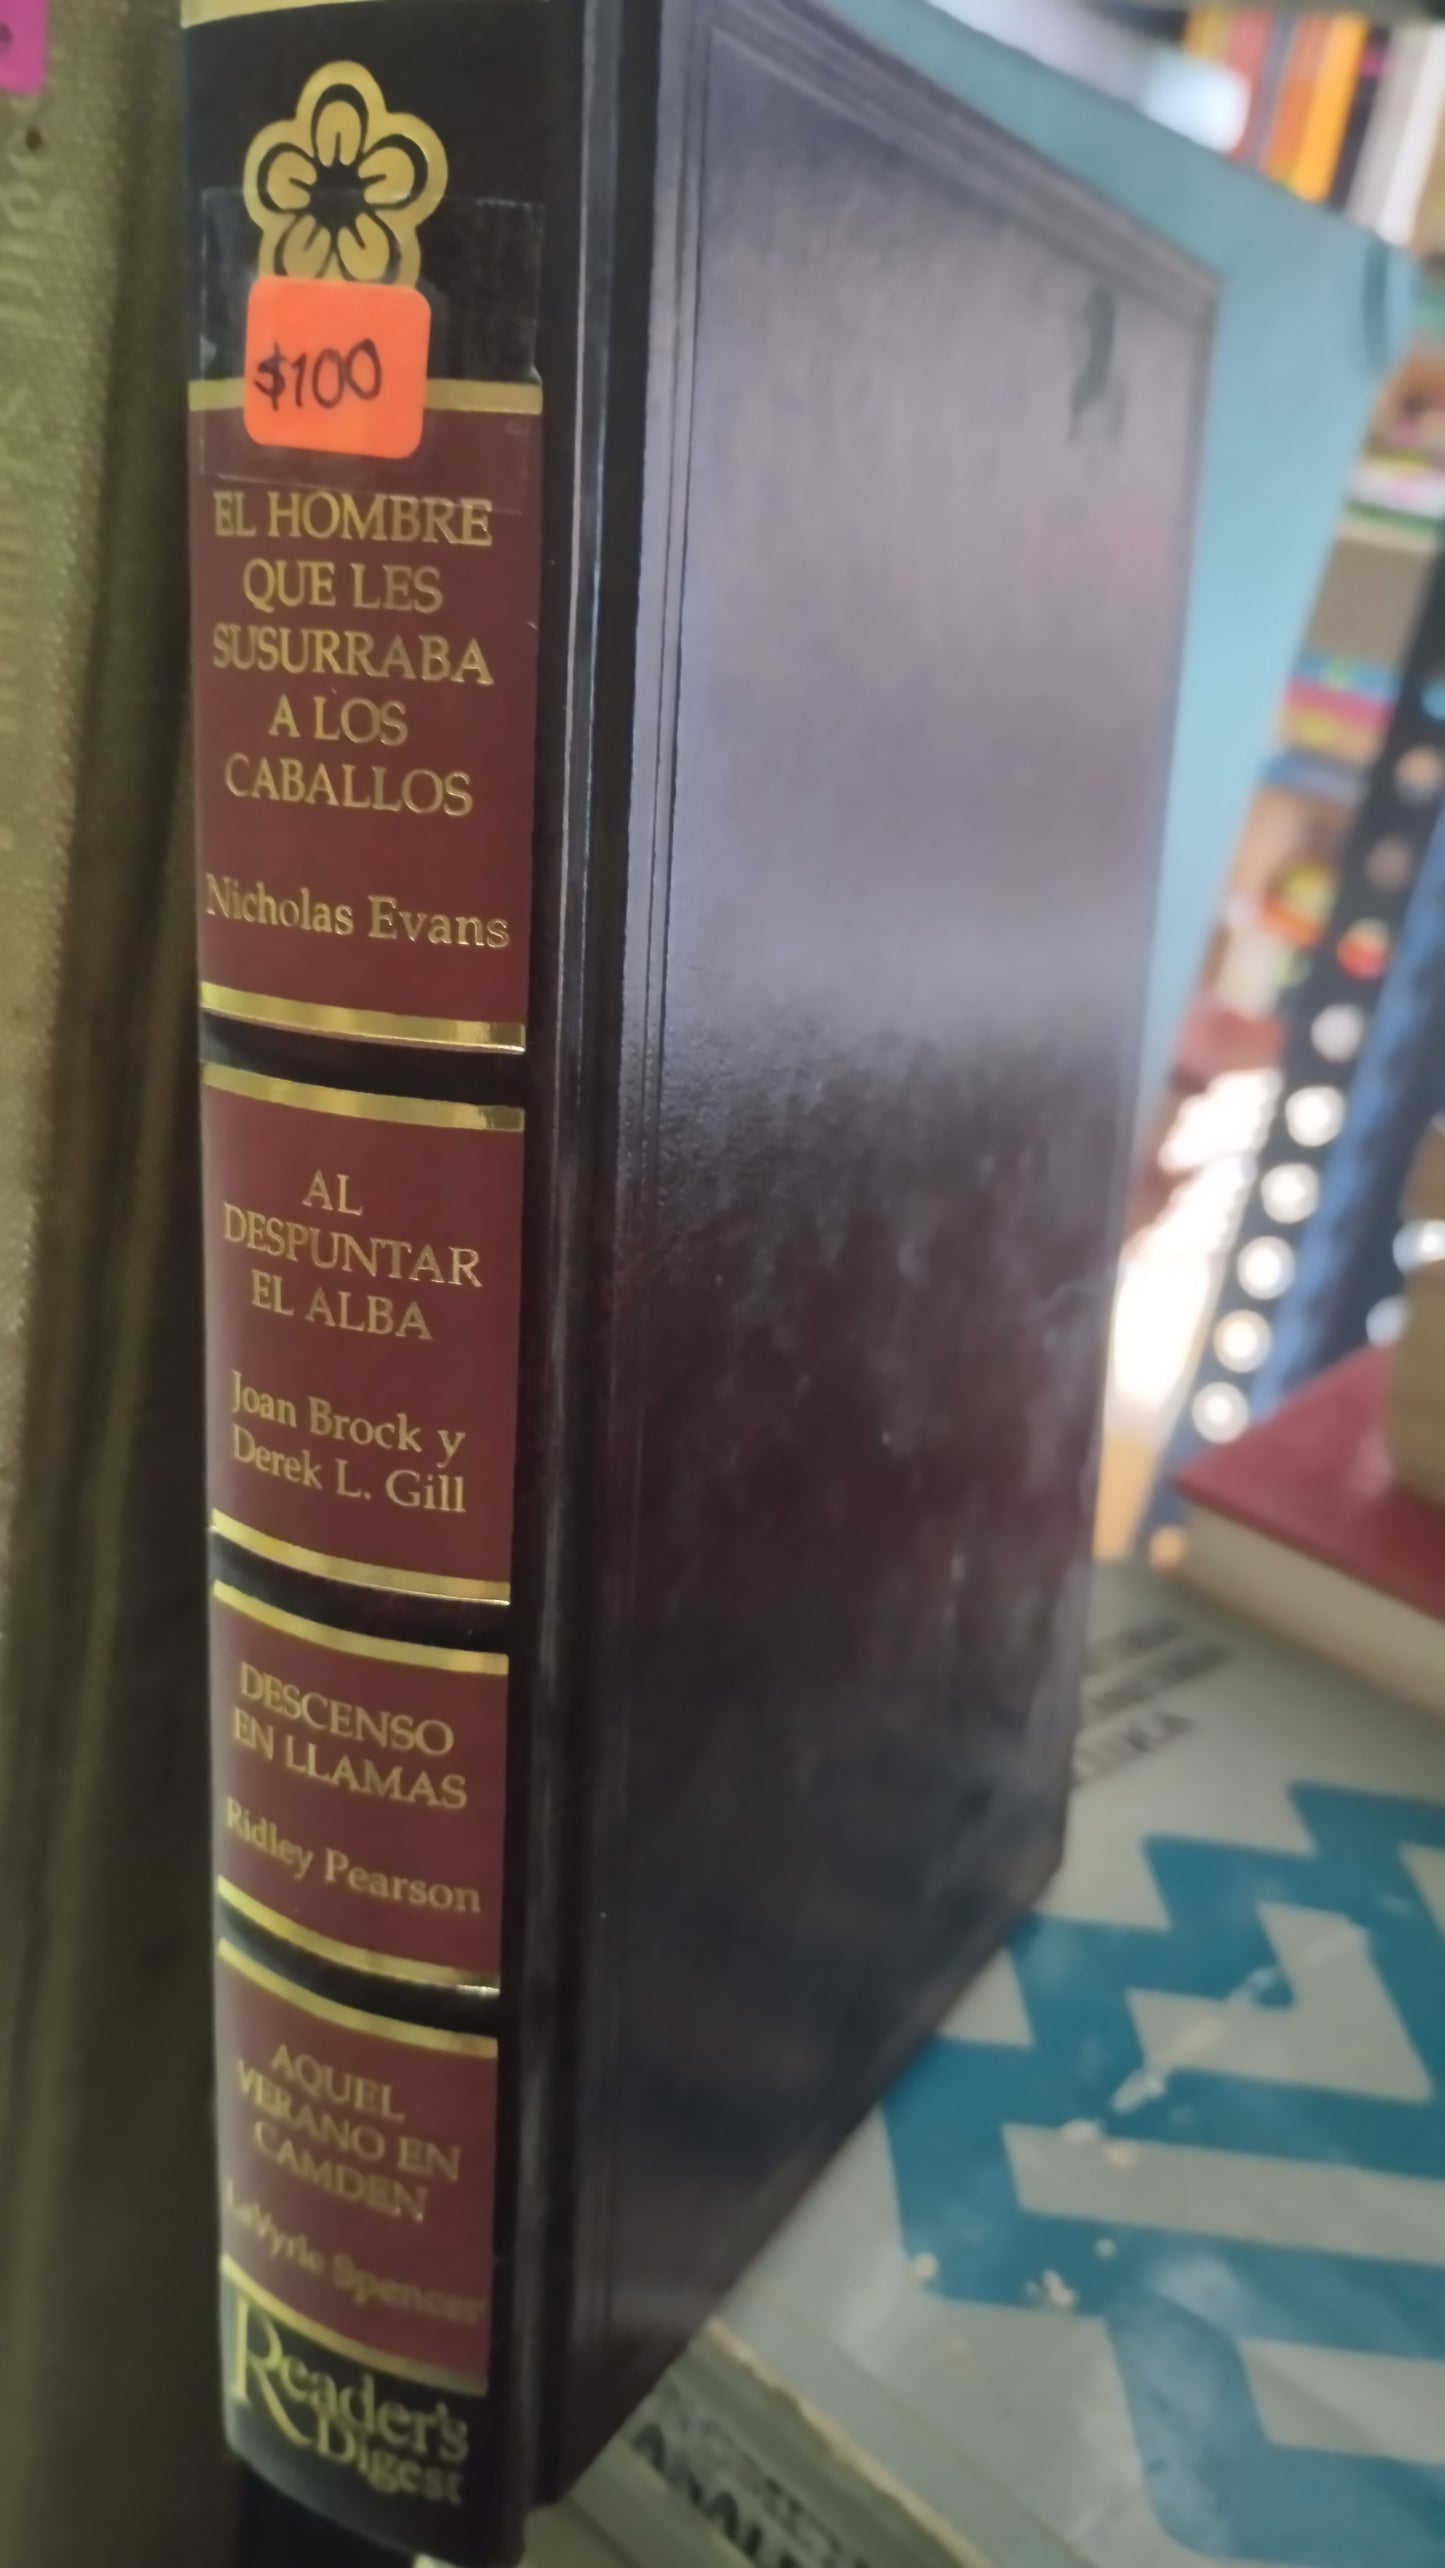 $100
EL HOMBRE
QUE LES
SUSURRABA
A LOS
CABALLOS
Nicholas Evans
AL
DESPUNTAR
EL ALBA
Joan Brock y
Derek L. Gill
DESCENSO
EN LLAMAS
Ridley Pearson
AQUEL
VERANO EN
CAMDEN
LaVyrle Spencer
Reader's
Digest